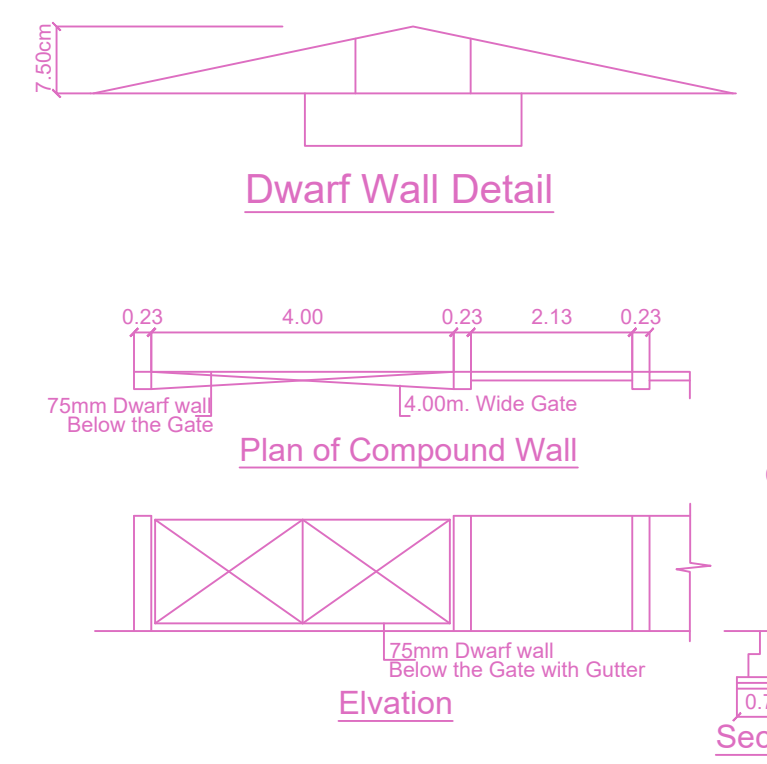 7.50cm
Dwarf Wall Detail
0.23 4.00 0.23 2.13 0.23
75mm Dwarf wall
Below the Gate
4.00m. Wide Gate
Plan of Compound Wall
75mm Dwarf wall
Below the Gate with Gutter
Elvation